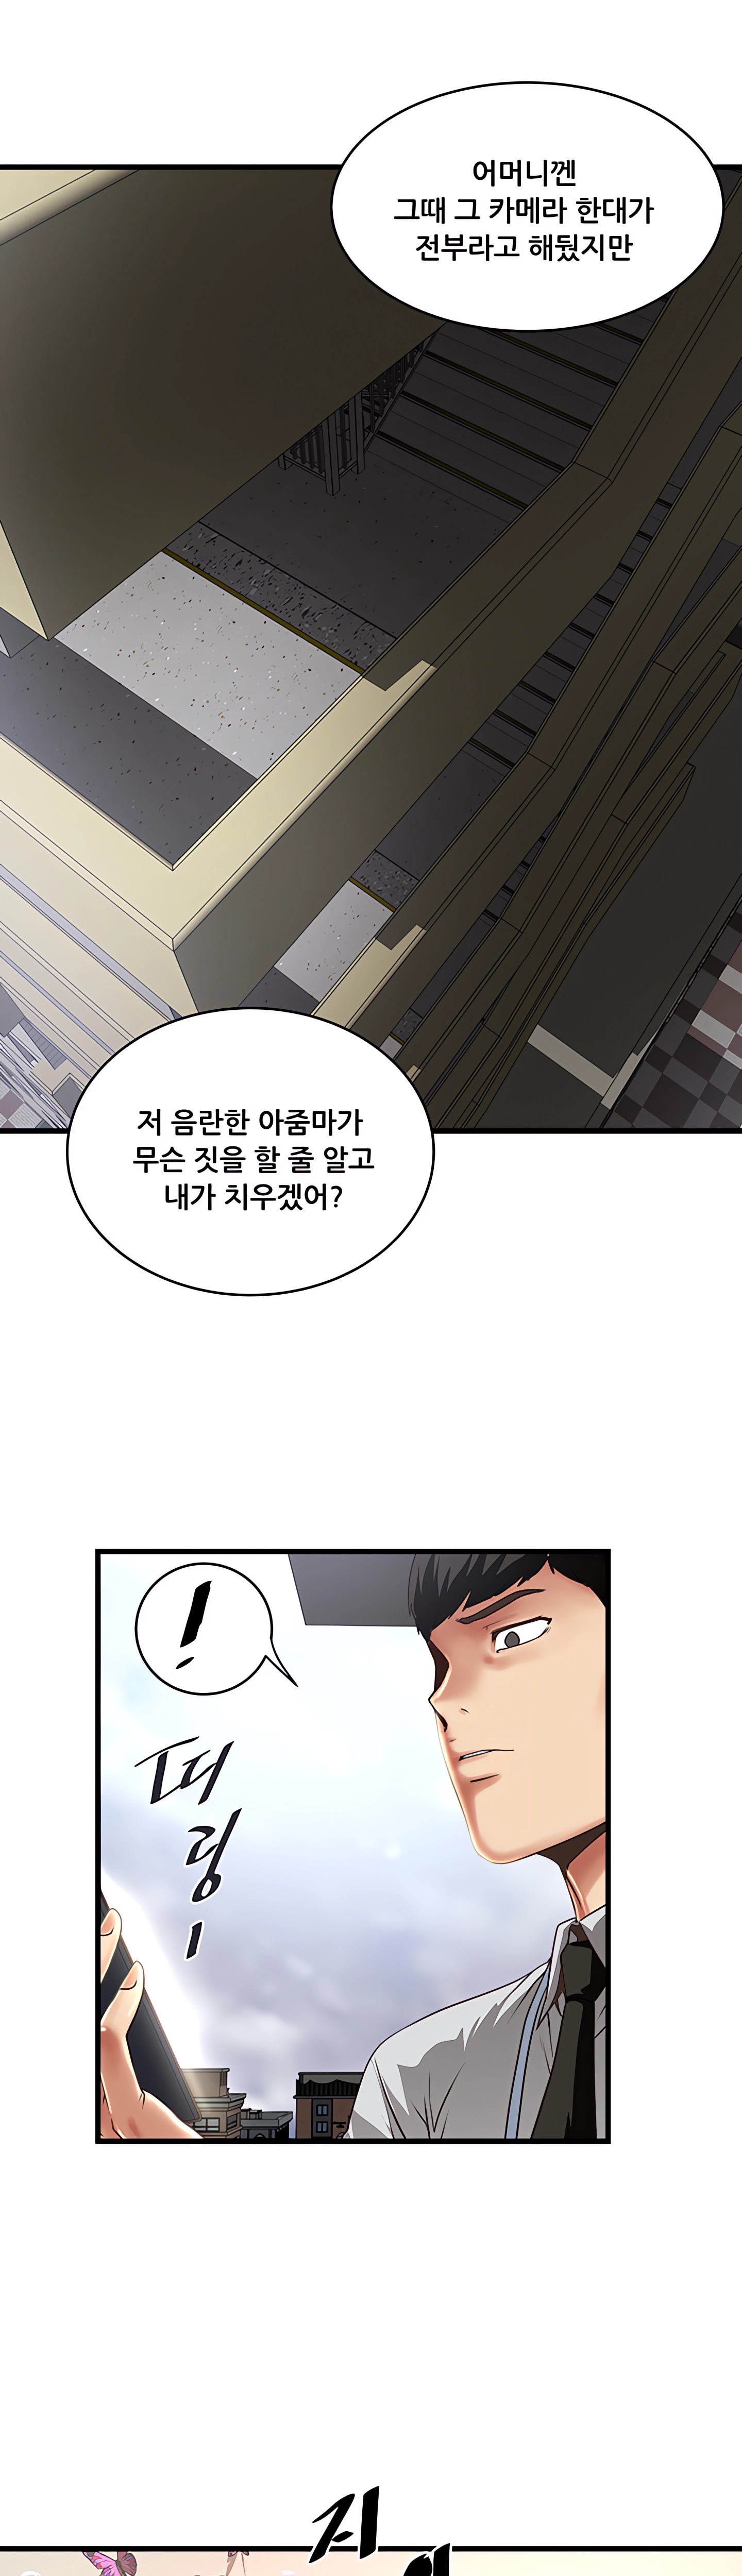 어머니껜
그때 그 카메라 한대가
전부라고 해뒀지만
저 음란한 아줌마가
무슨 짓을 할 줄 알고
내가 치우겠어?
!
띠
링
!